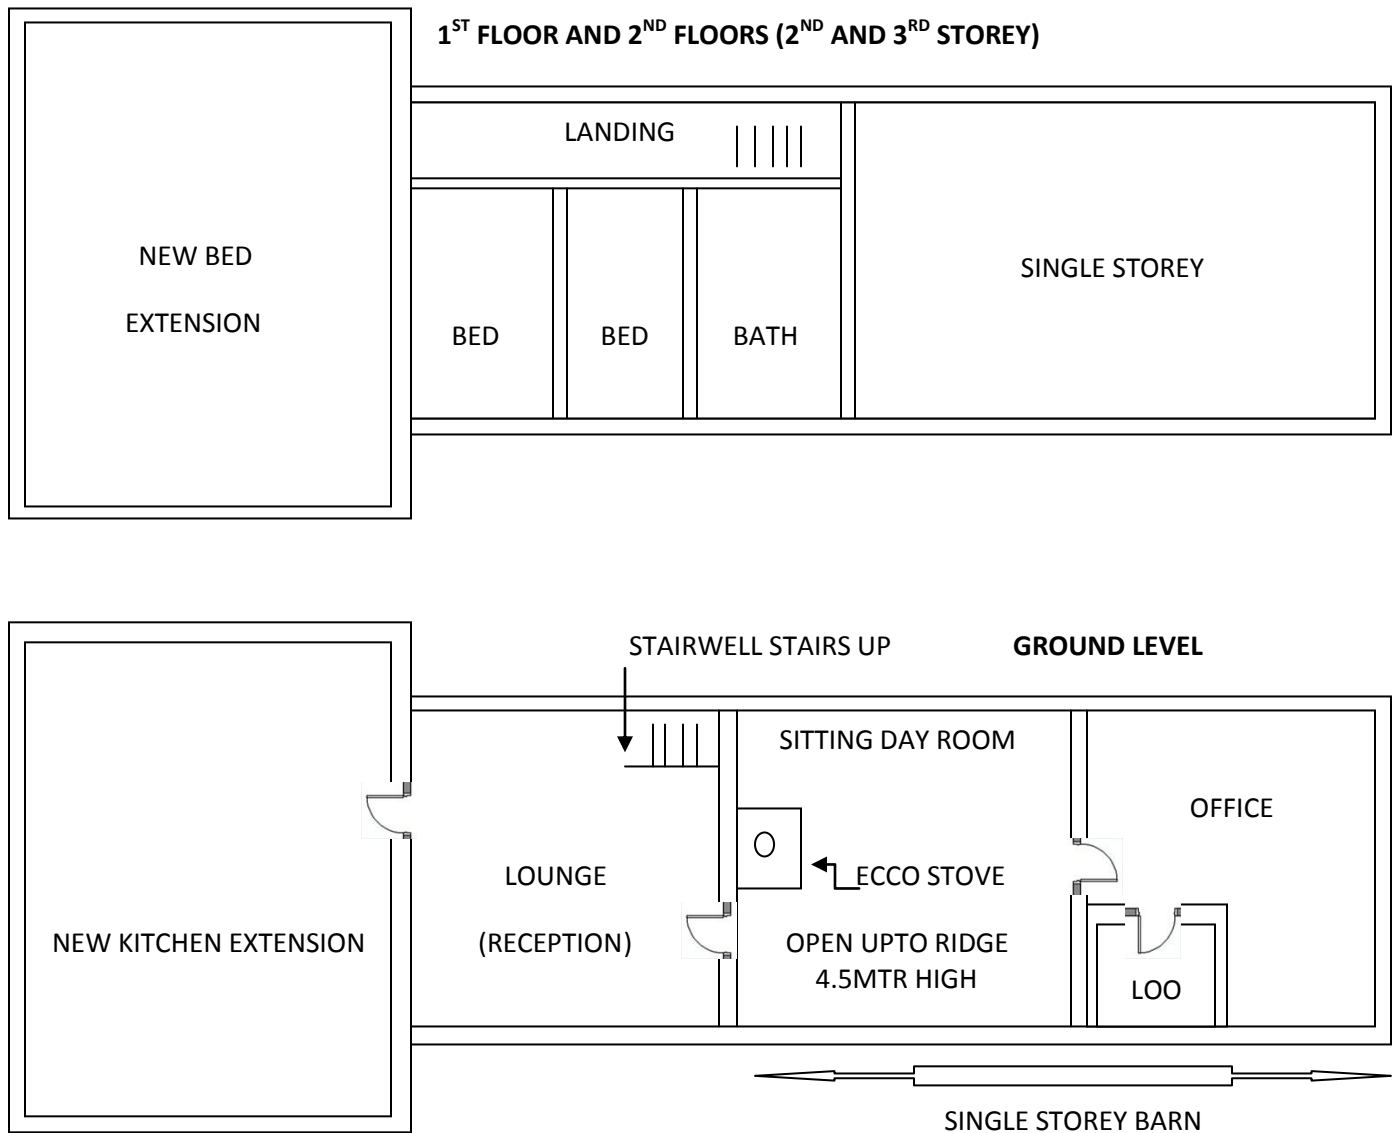 1ST FLOOR AND 2ND FLOORS (2ND AND 3RD STOREY)
LANDING
NEW BED
EXTENSION
SINGLE STOREY
BED
BED
BATH
STAIRWELL STAIRS UP
GROUND LEVEL
SITTING DAY ROOM
OFFICE
LOUNGE
(RECEPTION)
ECCO STOVE
NEW KITCHEN EXTENSION
OPEN UPTO RIDGE
4.5MTR HIGH
LOO
SINGLE STOREY BARN